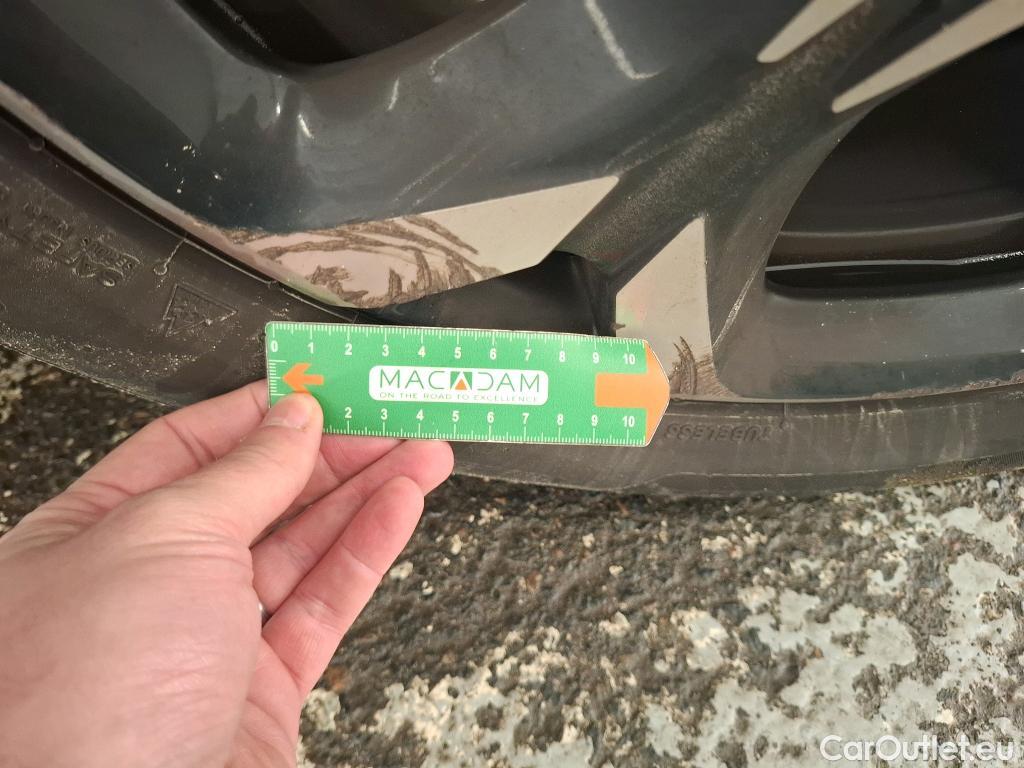 0 1 2 3 4 5 6 7 8 9 10
MACADAM
ON THE ROAD TO EXCELLENCE
2 3 4 5 6 7 8 9 10
TUBELESS
CarOutlet.eu